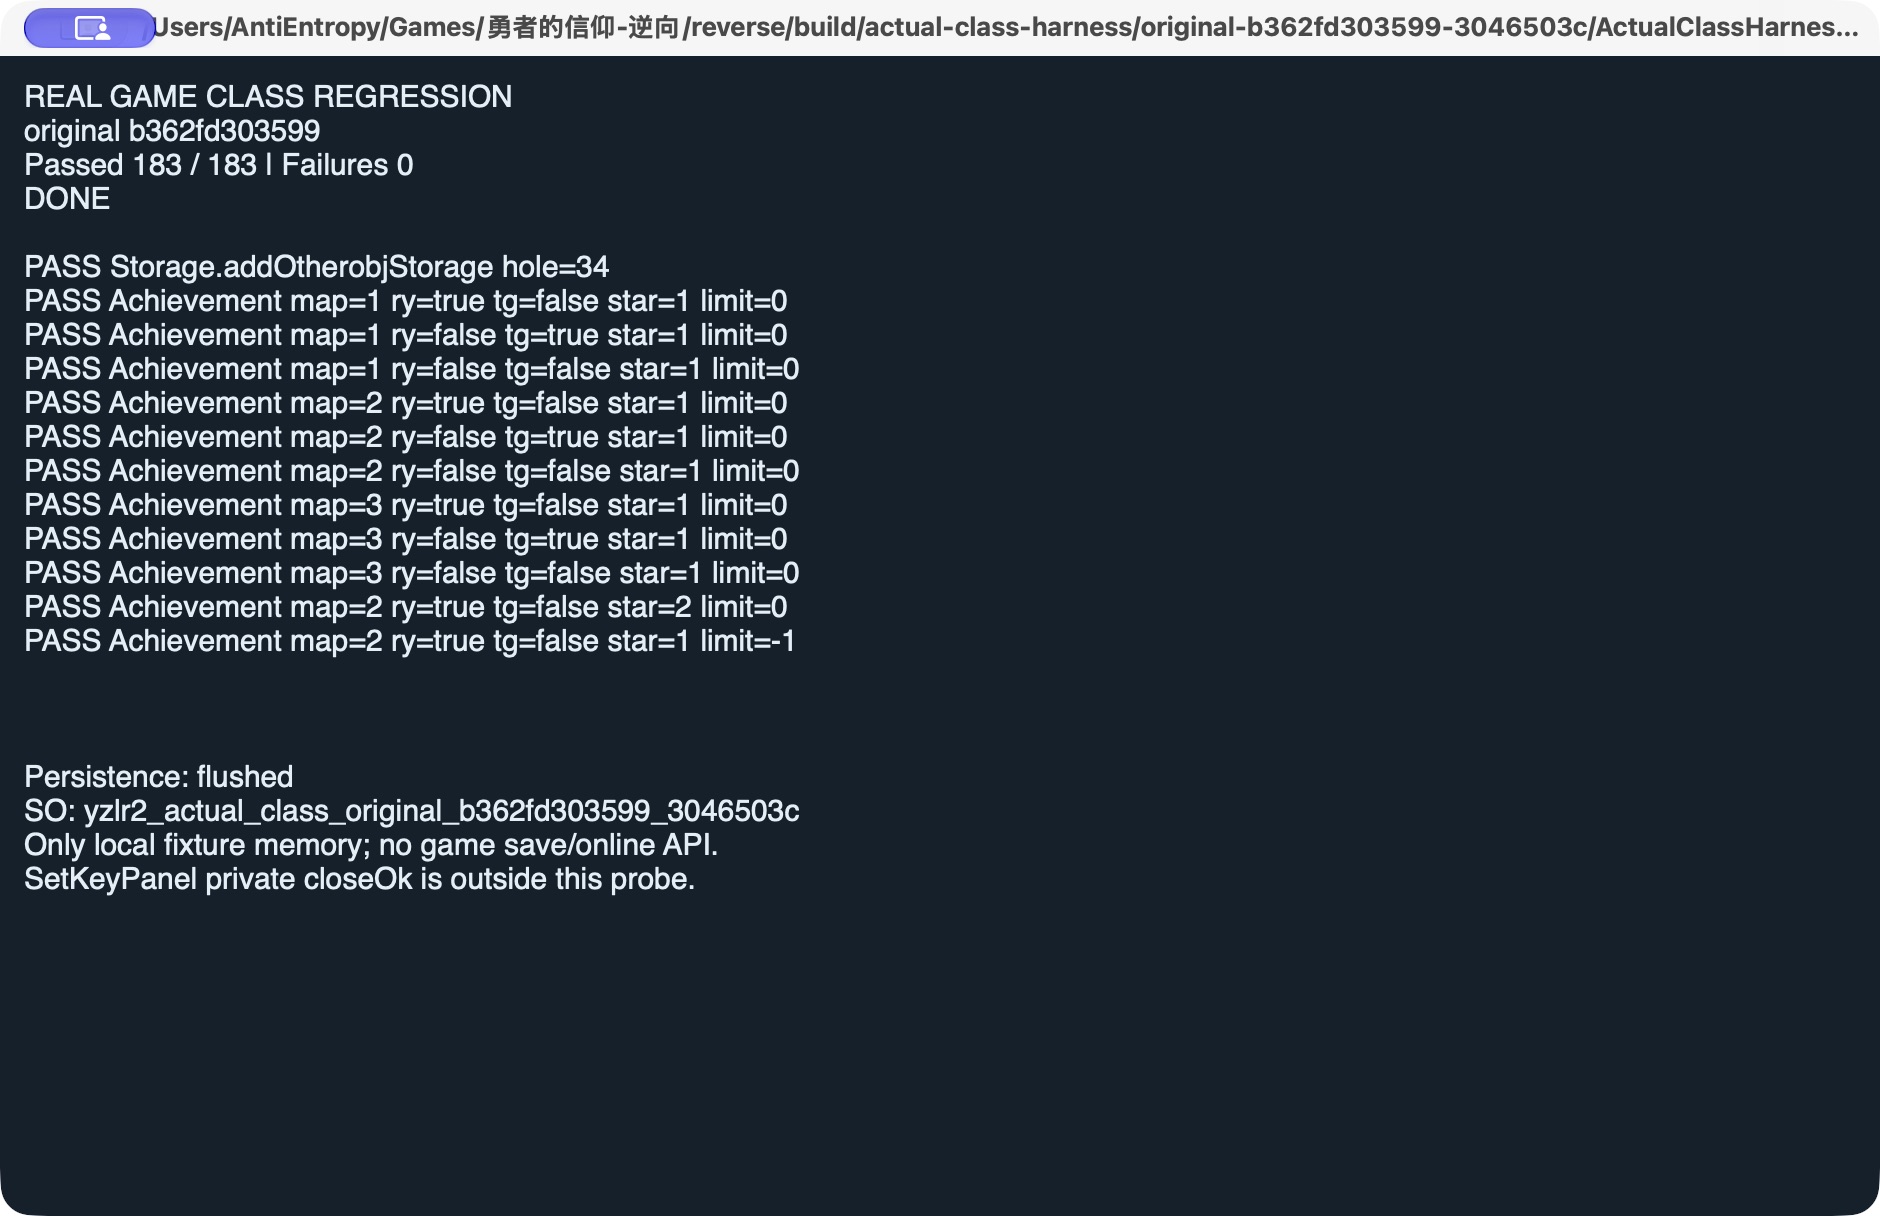 /Users/AntiEntropy/Games/勇者的信仰-逆向/reverse/build/actual-class-harness/original-b362fd303599-3046503c/ActualClassHarnes...
REAL GAME CLASS REGRESSION
original b362fd303599
Passed 183 / 183 | Failures 0
DONE
PASS Storage.addOtherobjStorage hole=34
PASS Achievement map=1 ry=true tg=false star=1 limit=0
PASS Achievement map=1 ry=false tg=true star=1 limit=0
PASS Achievement map=1 ry=false tg=false star=1 limit=0
PASS Achievement map=2 ry=true tg=false star=1 limit=0
PASS Achievement map=2 ry=false tg=true star=1 limit=0
PASS Achievement map=2 ry=false tg=false star=1 limit=0
PASS Achievement map=3 ry=true tg=false star=1 limit=0
PASS Achievement map=3 ry=false tg=true star=1 limit=0
PASS Achievement map=3 ry=false tg=false star=1 limit=0
PASS Achievement map=2 ry=true tg=false star=2 limit=0
PASS Achievement map=2 ry=true tg=false star=1 limit=-1
Persistence: flushed
SO: yzlr2_actual_class_original_b362fd303599_3046503c
Only local fixture memory; no game save/online API.
SetKeyPanel private closeOk is outside this probe.